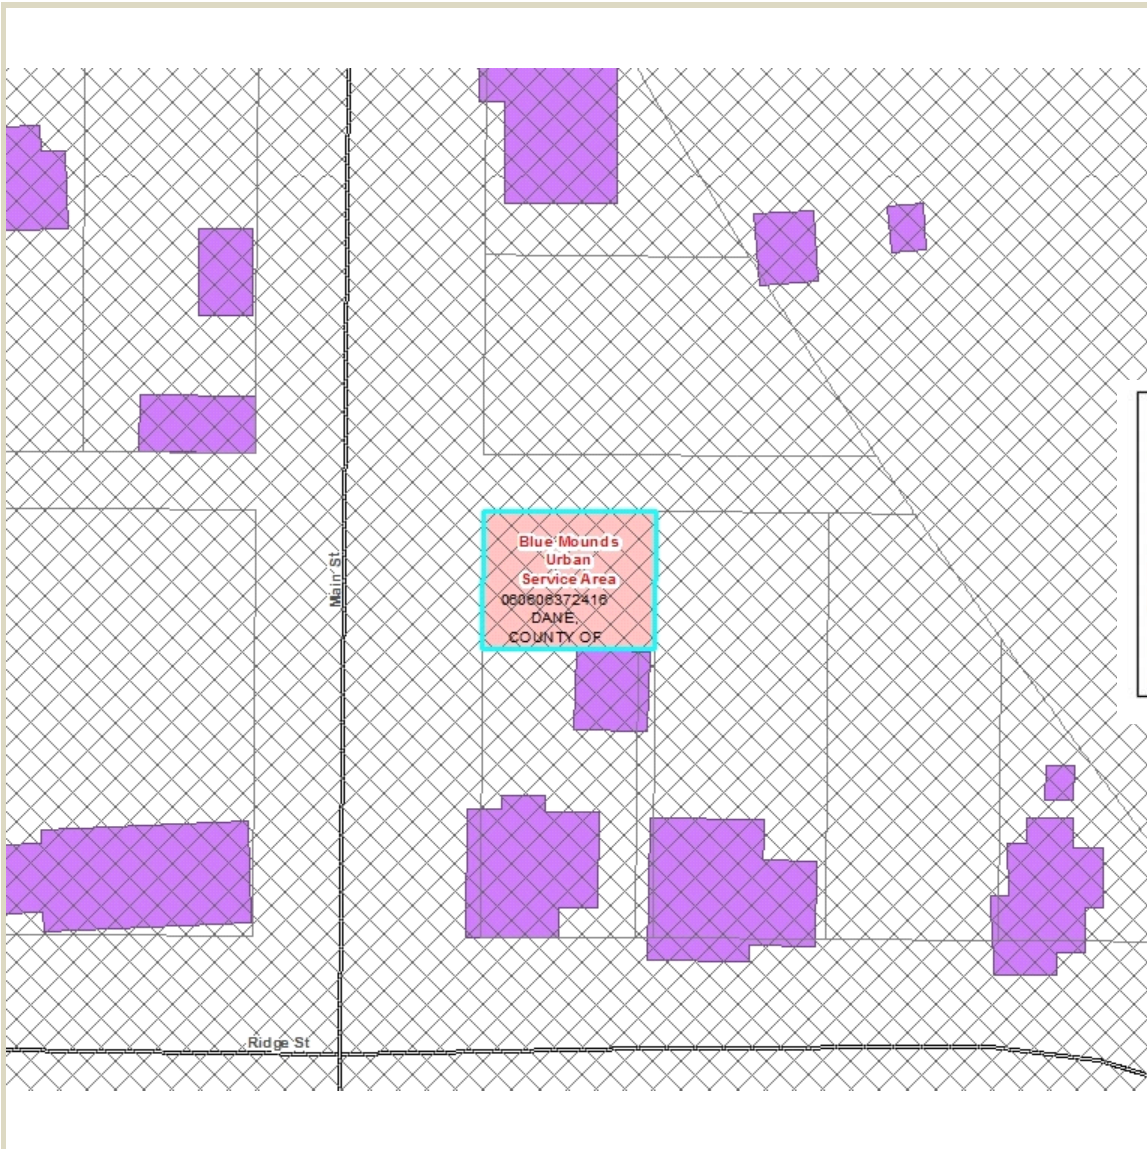 Blue Mounds
Urban
Service Area
060606372416
DANE,
COUNTY OF
Main St
Ridge St